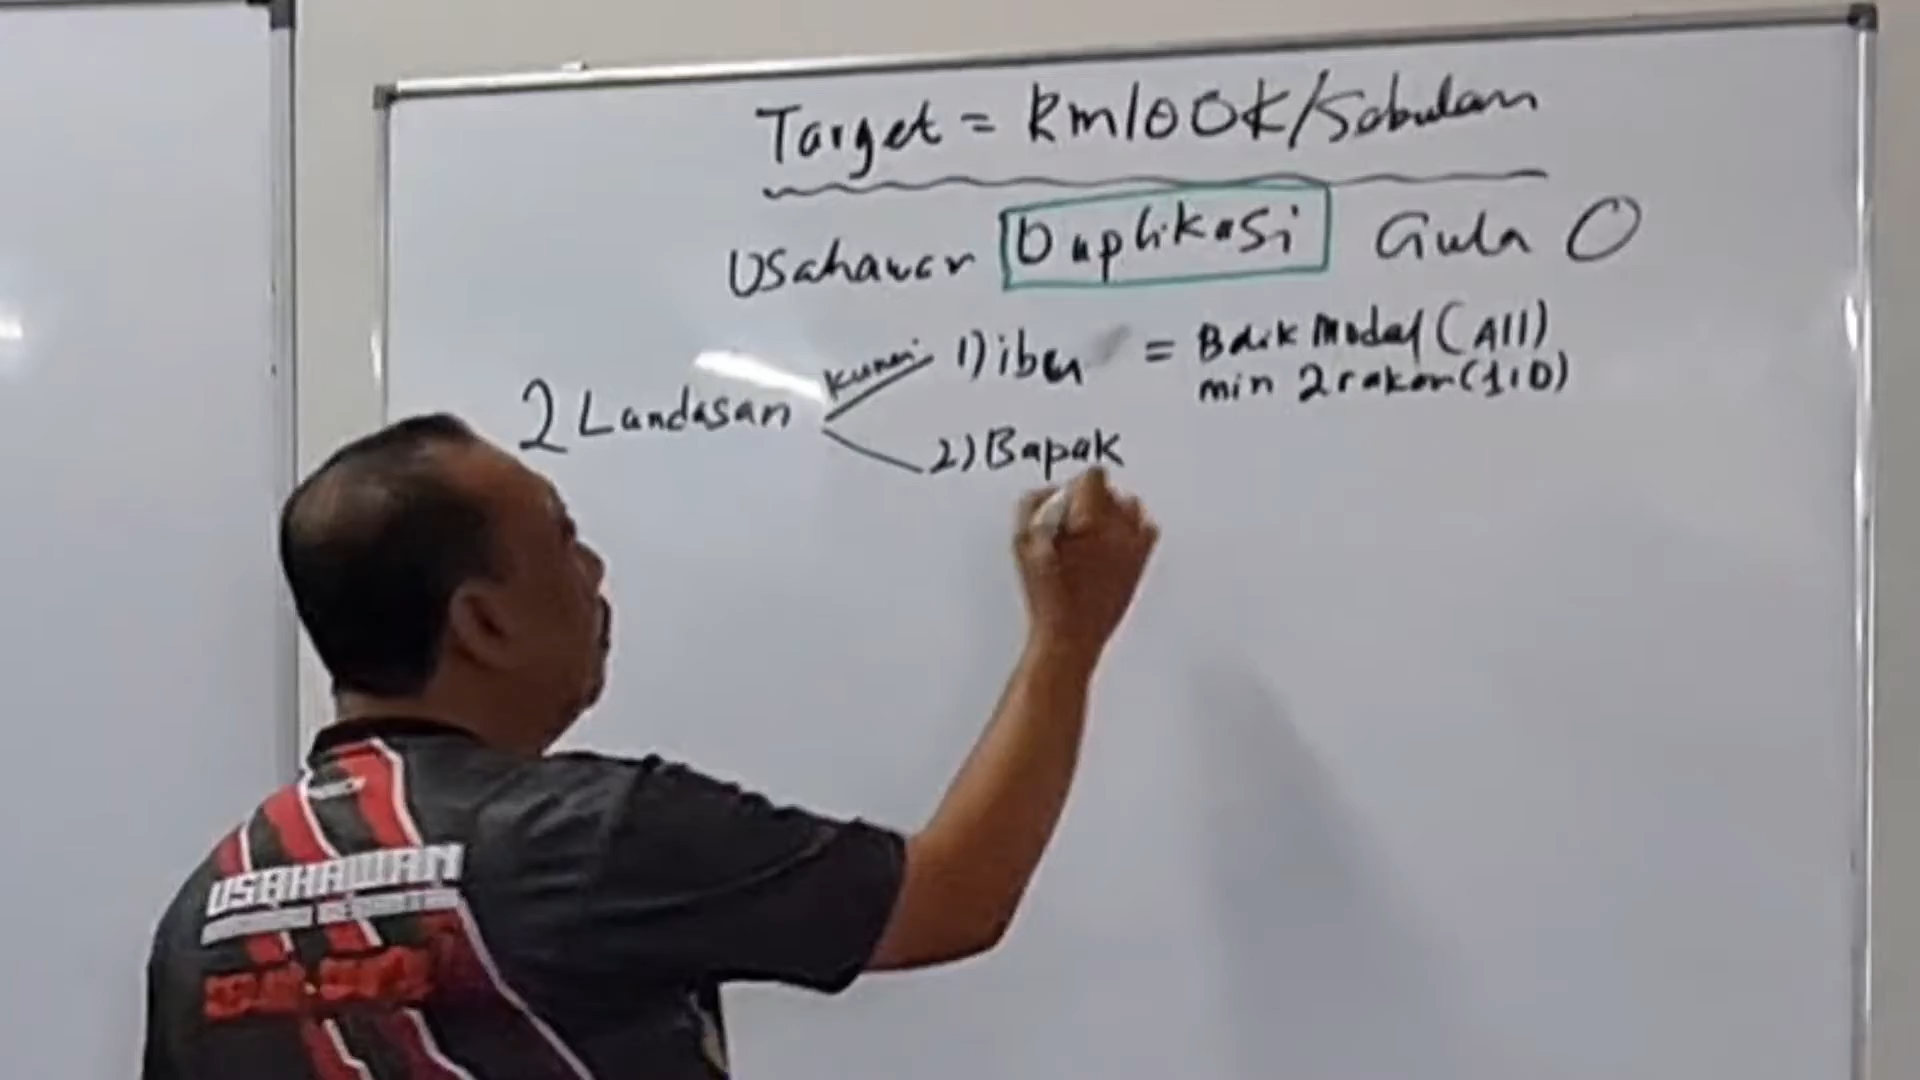 Target = RM100K/Sebulan
Usahawan Duplikasi Gula O
2 Landasan
Kunci
1) ibu = Balik Modal (All)
min 2 rakan (1:10)
2) Bapak
USAHAWAN